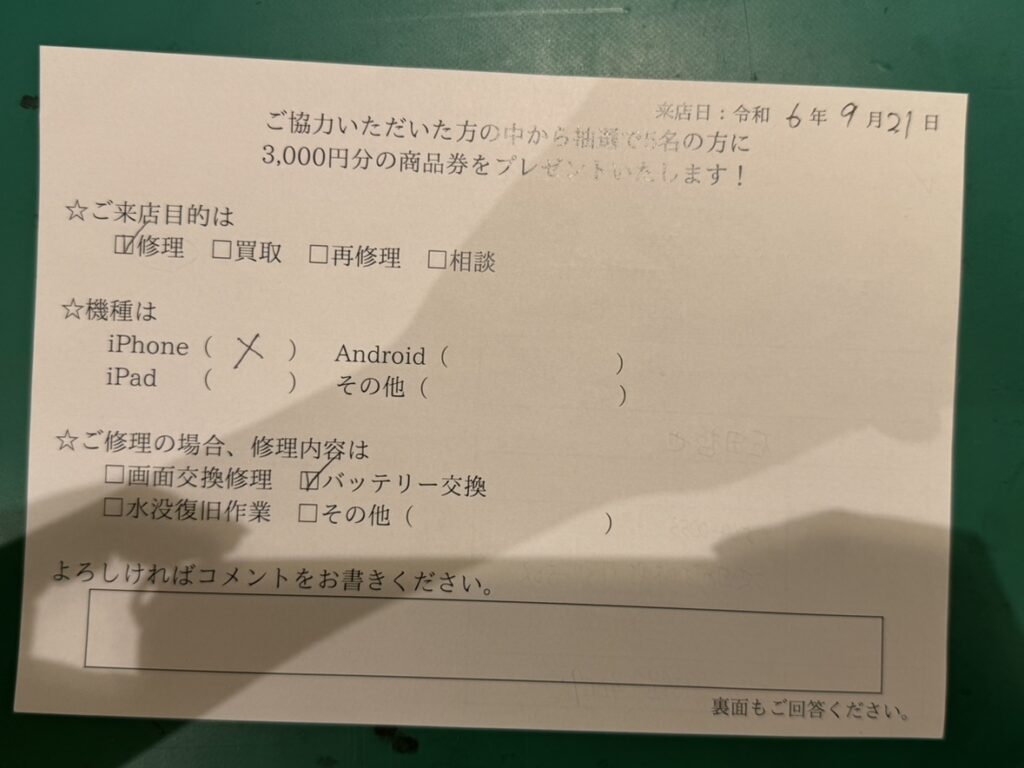 来店日：令和 6年 9月21日
ご協力いただいた方の中から抽選で5名の方に
3,000円分の商品券をプレゼントいたします！
☆ご来店目的は
☑修理 □買取 □再修理 □相談
☆機種は
iPhone（ X ） Android（ ）
iPad （ ） その他（ ）
☆ご修理の場合、修理内容は
□画面交換修理 ☑バッテリー交換
□水没復旧作業 □その他（ ）
よろしければコメントをお書きください。
裏面もご回答ください。